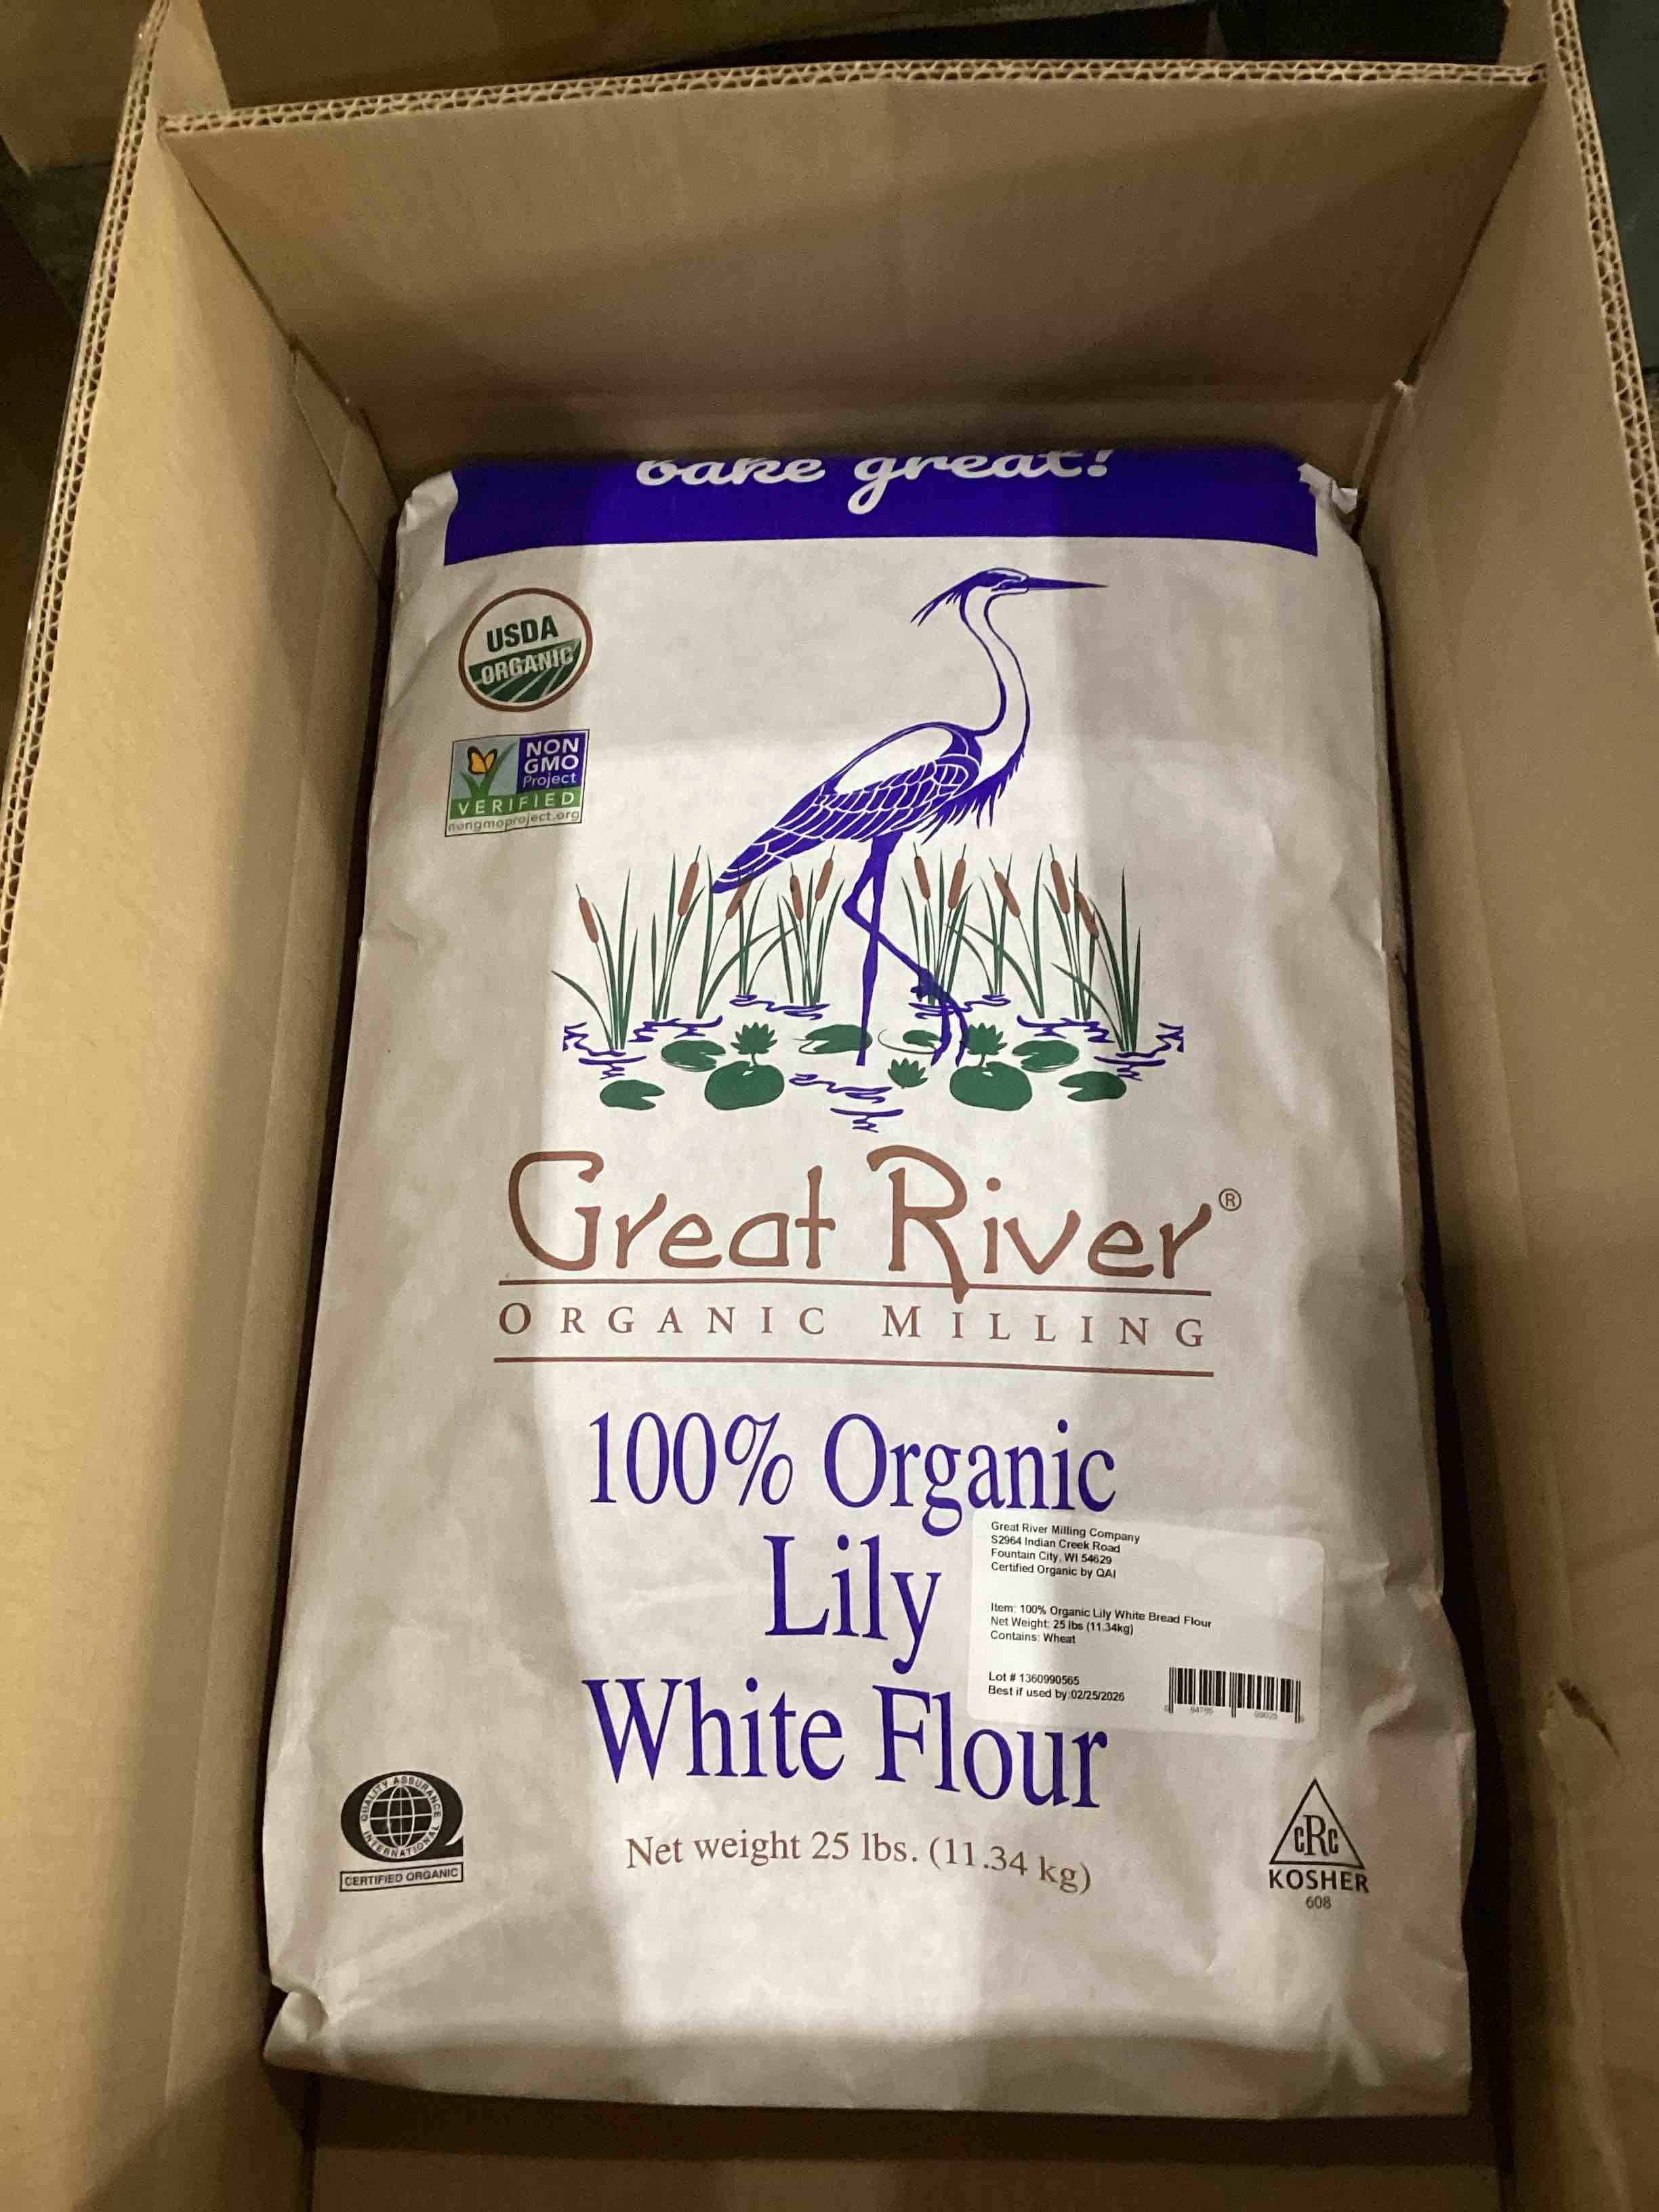 bake great!
USDA
ORGANIC
NON
GMO
Project
VERIFIED
nongmoproject.org
Great River®
ORGANIC MILLING
100% Organic
Lily
White Flour
Great River Milling Company
S2964 Indian Creek Road
Fountain City, WI 54629
Certified Organic by QAI
Item: 100% Organic Lily White Bread Flour
Net Weight: 25 lbs (11.34kg)
Contains: Wheat
Lot # 1360990565
Best if used by:02/25/2026
Net weight 25 lbs. (11.34 kg)
QUALITY ASSURANCE
INTERNATIONAL
CERTIFIED ORGANIC
cRc
KOSHER
608